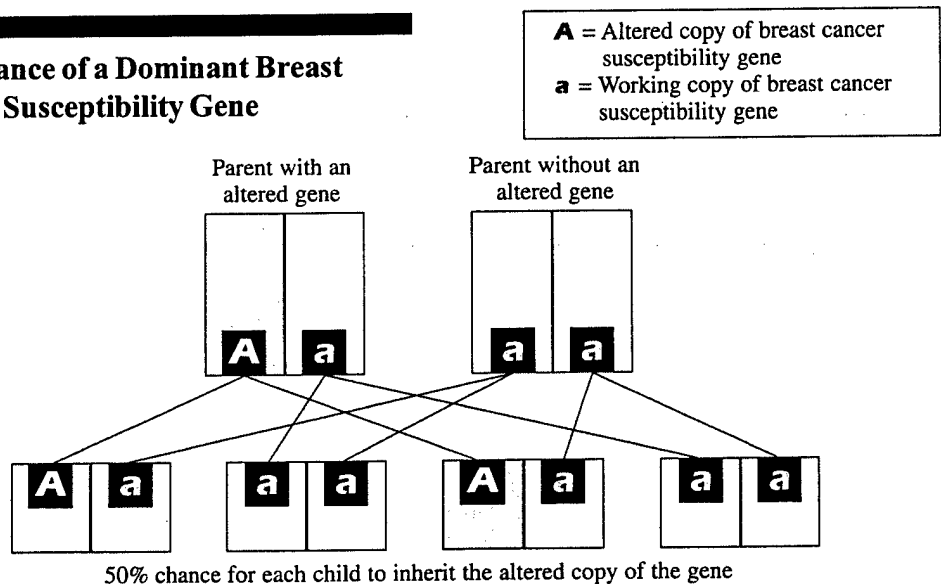 ance of a Dominant Breast
Susceptibility Gene
A = Altered copy of breast cancer
susceptibility gene
a = Working copy of breast cancer
susceptibility gene
Parent with an
altered gene
Parent without an
altered gene
A a a a
A a a a A a a a
50% chance for each child to inherit the altered copy of the gene